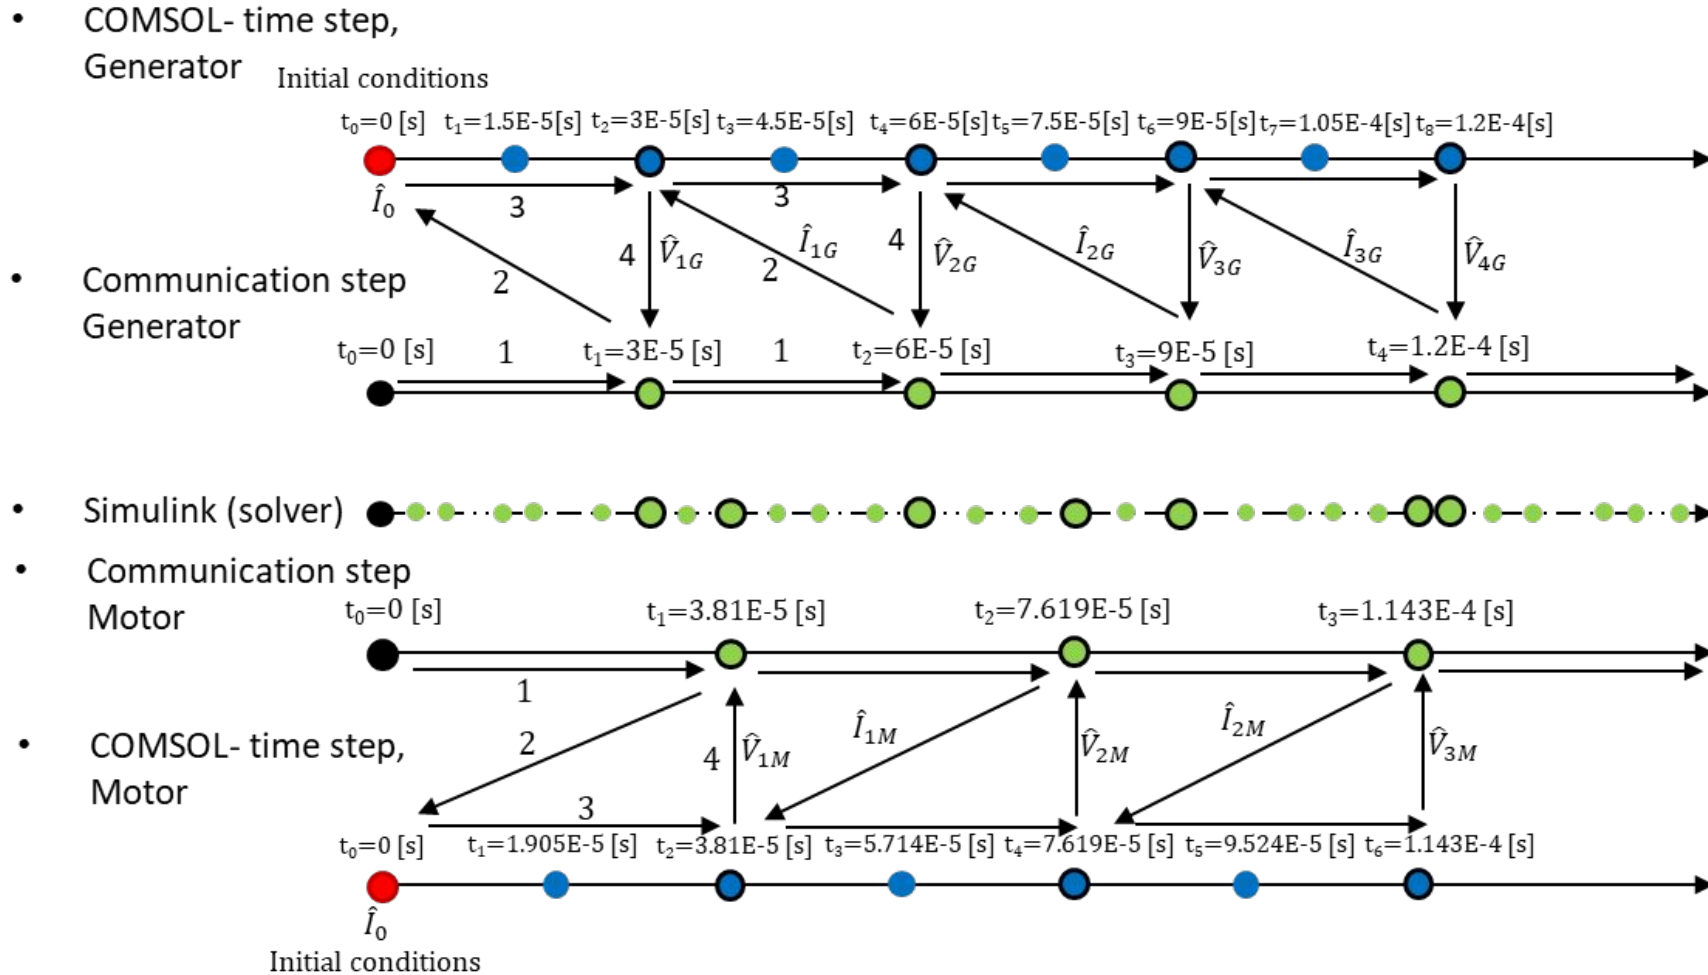 • COMSOL- time step,
Generator
Initial conditions
t₀=0 [s] t₁=1.5E-5[s] t₂=3E-5[s] t₃=4.5E-5[s] t₄=6E-5[s] t₅=7.5E-5[s] t₆=9E-5[s] t₇=1.05E-4[s] t₈=1.2E-4[s]
Î₀ 3 3
4 V̂₁G Î₁G 4 V̂₂G Î₂G V̂₃G Î₃G V̂₄G
2 2
• Communication step
Generator
t₀=0 [s] 1 t₁=3E-5 [s] 1 t₂=6E-5 [s] t₃=9E-5 [s] t₄=1.2E-4 [s]
• Simulink (solver)
• Communication step
Motor
t₀=0 [s] t₁=3.81E-5 [s] t₂=7.619E-5 [s] t₃=1.143E-4 [s]
1
2 4 V̂₁M Î₁M V̂₂M Î₂M V̂₃M
• COMSOL- time step,
Motor
3
t₀=0 [s] t₁=1.905E-5 [s] t₂=3.81E-5 [s] t₃=5.714E-5 [s] t₄=7.619E-5 [s] t₅=9.524E-5 [s] t₆=1.143E-4 [s]
Î₀
Initial conditions